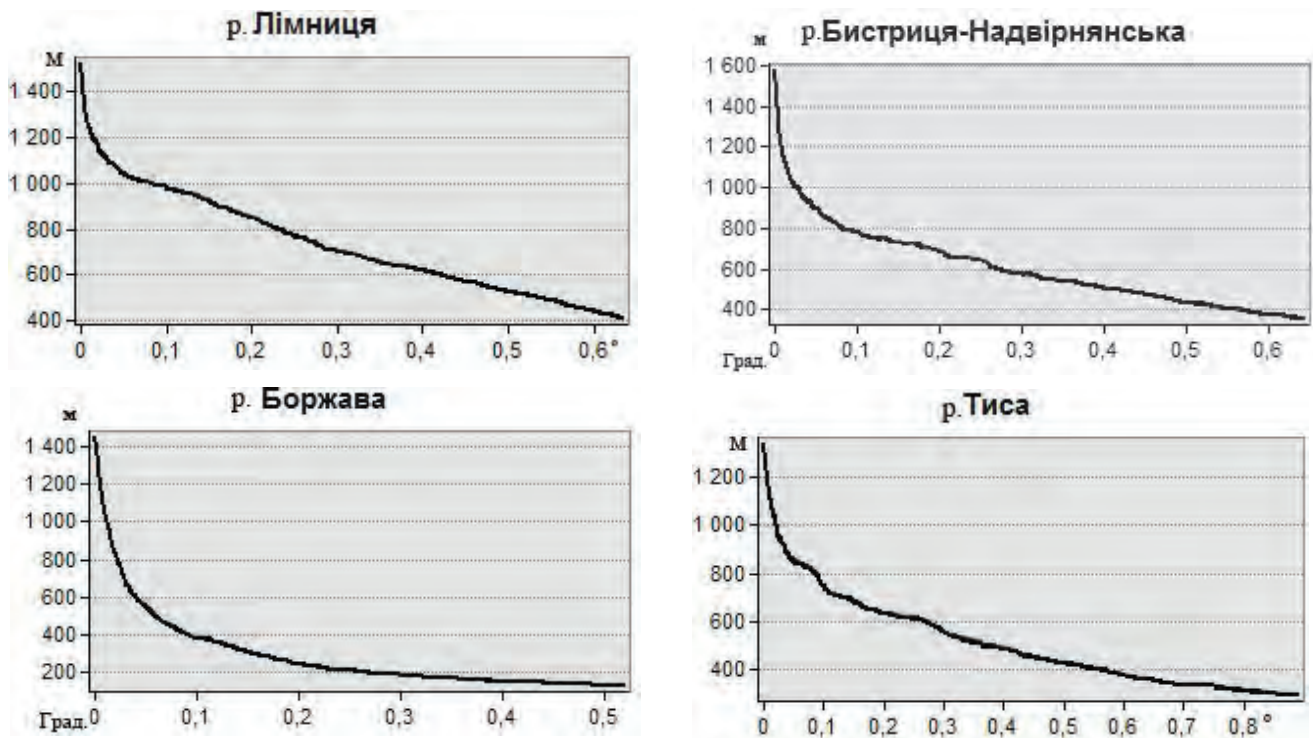 р. Лімниця
м
1 400
1 200
1 000
800
600
400
0 0,1 0,2 0,3 0,4 0,5 0,6°
р.Бистриця-Надвірнянська
м
1 600
1 400
1 200
1 000
800
600
400
Град.
0 0,1 0,2 0,3 0,4 0,5 0,6
р. Боржава
м
1 400
1 200
1 000
800
600
400
200
Град. 0 0,1 0,2 0,3 0,4 0,5
р.Тиса
М
1 200
1 000
800
600
400
0 0,1 0,2 0,3 0,4 0,5 0,6 0,7 0,8°